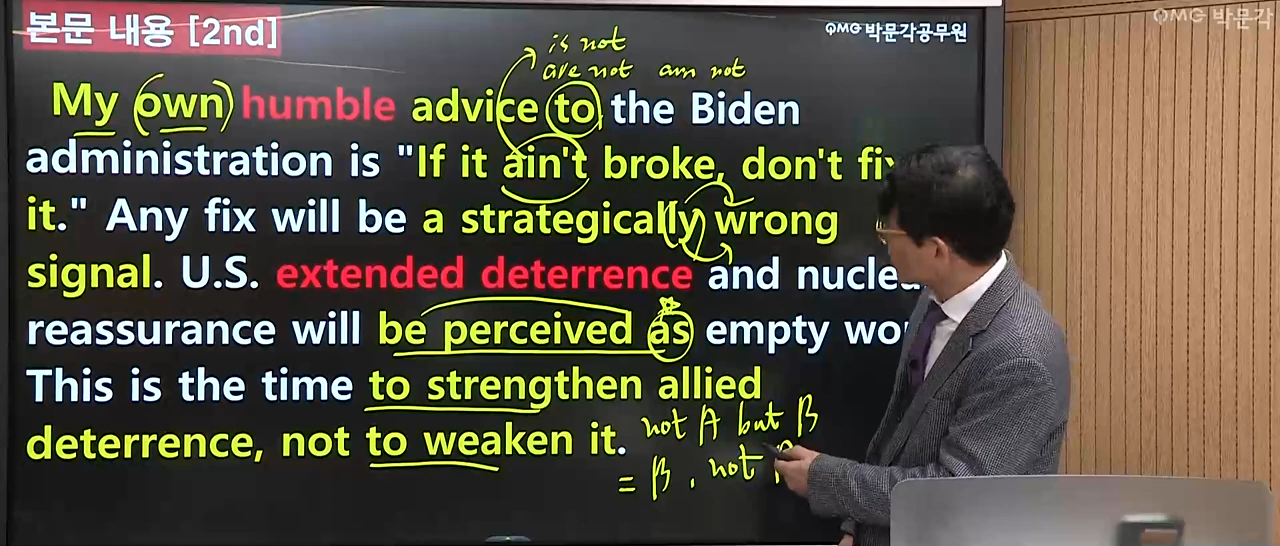 본문 내용 [2nd]
PMG 박문각공무원
PMG 박문각
is not
are not am not
My own humble advice to the Biden
administration is "If it ain't broke, don't fix
it." Any fix will be a strategically wrong
signal. U.S. extended deterrence and
reassurance will be perceived as empty
This is the time to strengthen allied
deterrence, not to weaken it.
not A but B
= B, not